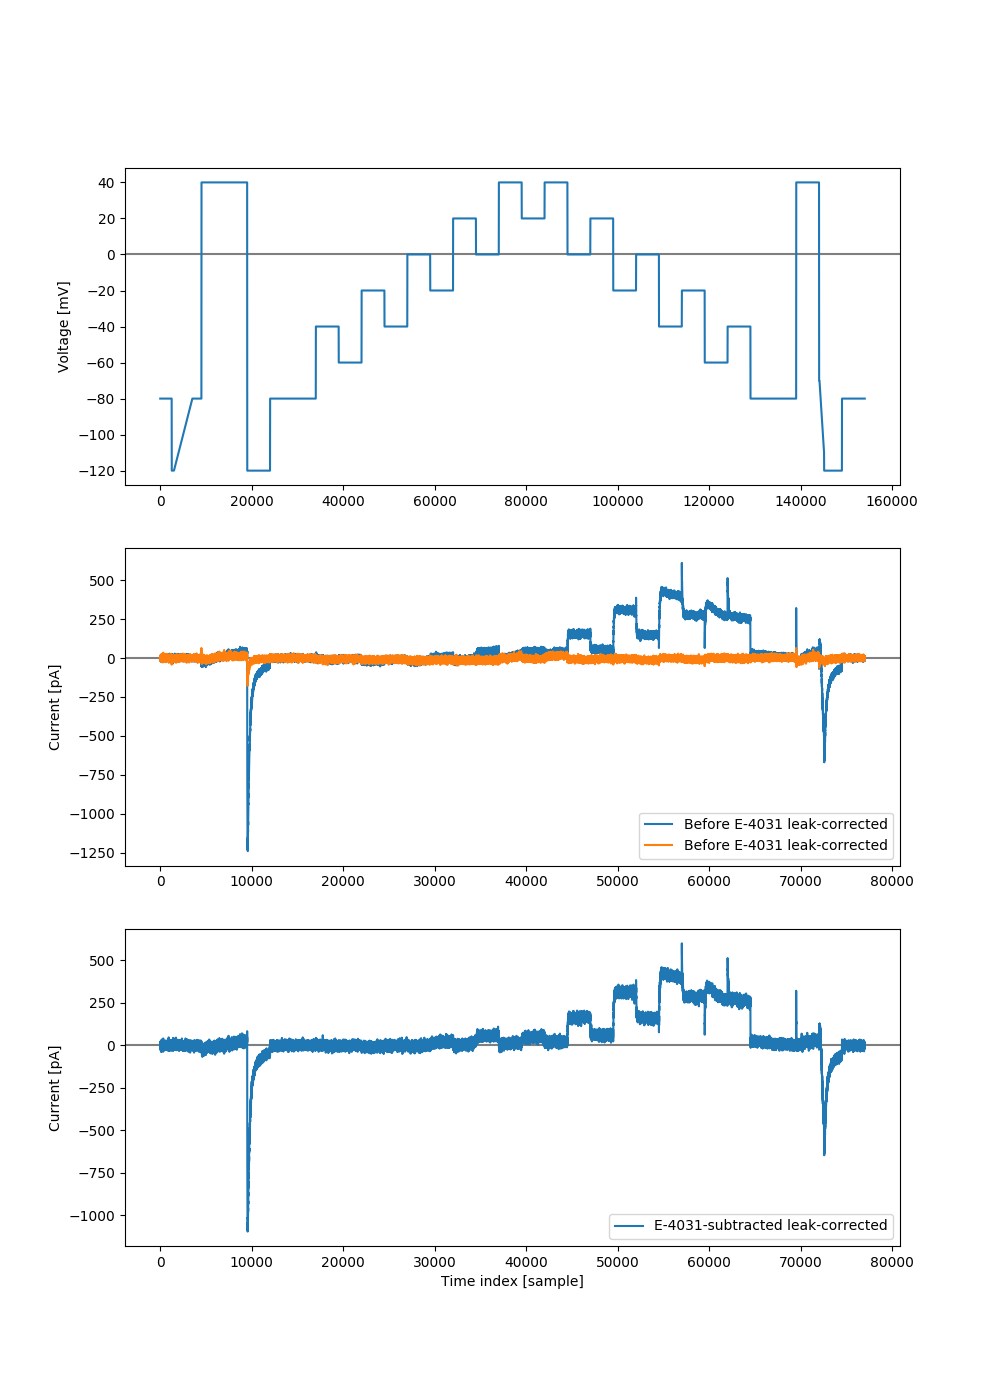 Voltage [mV]
40
20
0
−20
−40
−60
−80
−100
−120
0 20000 40000 60000 80000 100000 120000 140000 160000
Current [pA]
500
250
0
−250
−500
−750
−1000
−1250
Before E-4031 leak-corrected
Before E-4031 leak-corrected
0 10000 20000 30000 40000 50000 60000 70000 80000
Current [pA]
500
250
0
−250
−500
−750
−1000
E-4031-subtracted leak-corrected
0 10000 20000 30000 40000 50000 60000 70000 80000
Time index [sample]